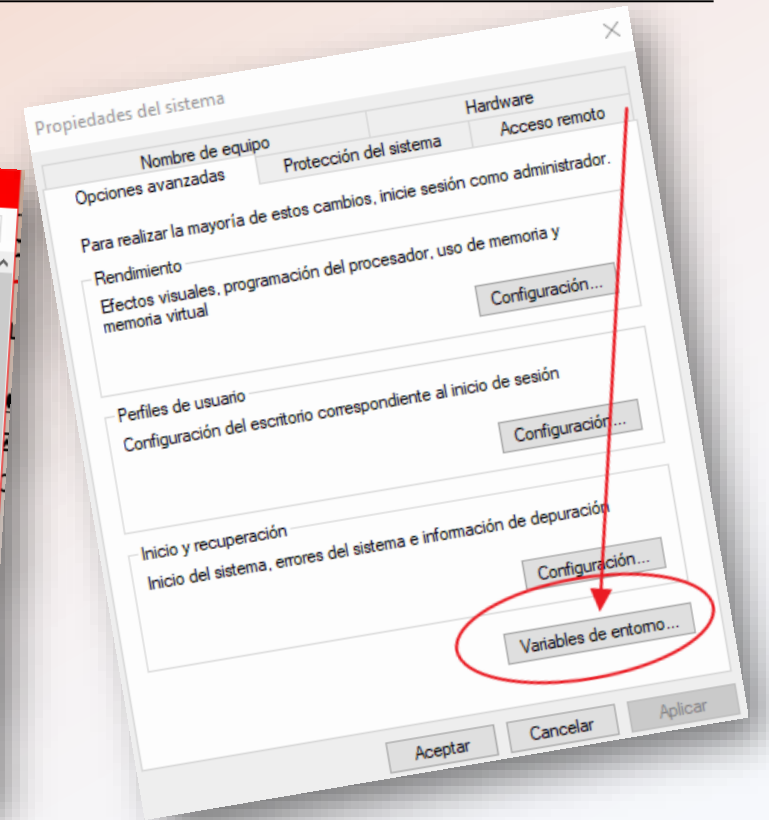 Propiedades del sistema
Nombre de equipo
Hardware
Opciones avanzadas
Protección del sistema
Acceso remoto
Para realizar la mayoría de estos cambios, inicie sesión como administrador.
Rendimiento
Efectos visuales, programación del procesador, uso de memoria y
memoria virtual
Configuración...
Perfiles de usuario
Configuración del escritorio correspondiente al inicio de sesión
Configuración...
Inicio y recuperación
Inicio del sistema, errores del sistema e información de depuración
Configuración...
Variables de entorno...
Aceptar
Cancelar
Aplicar